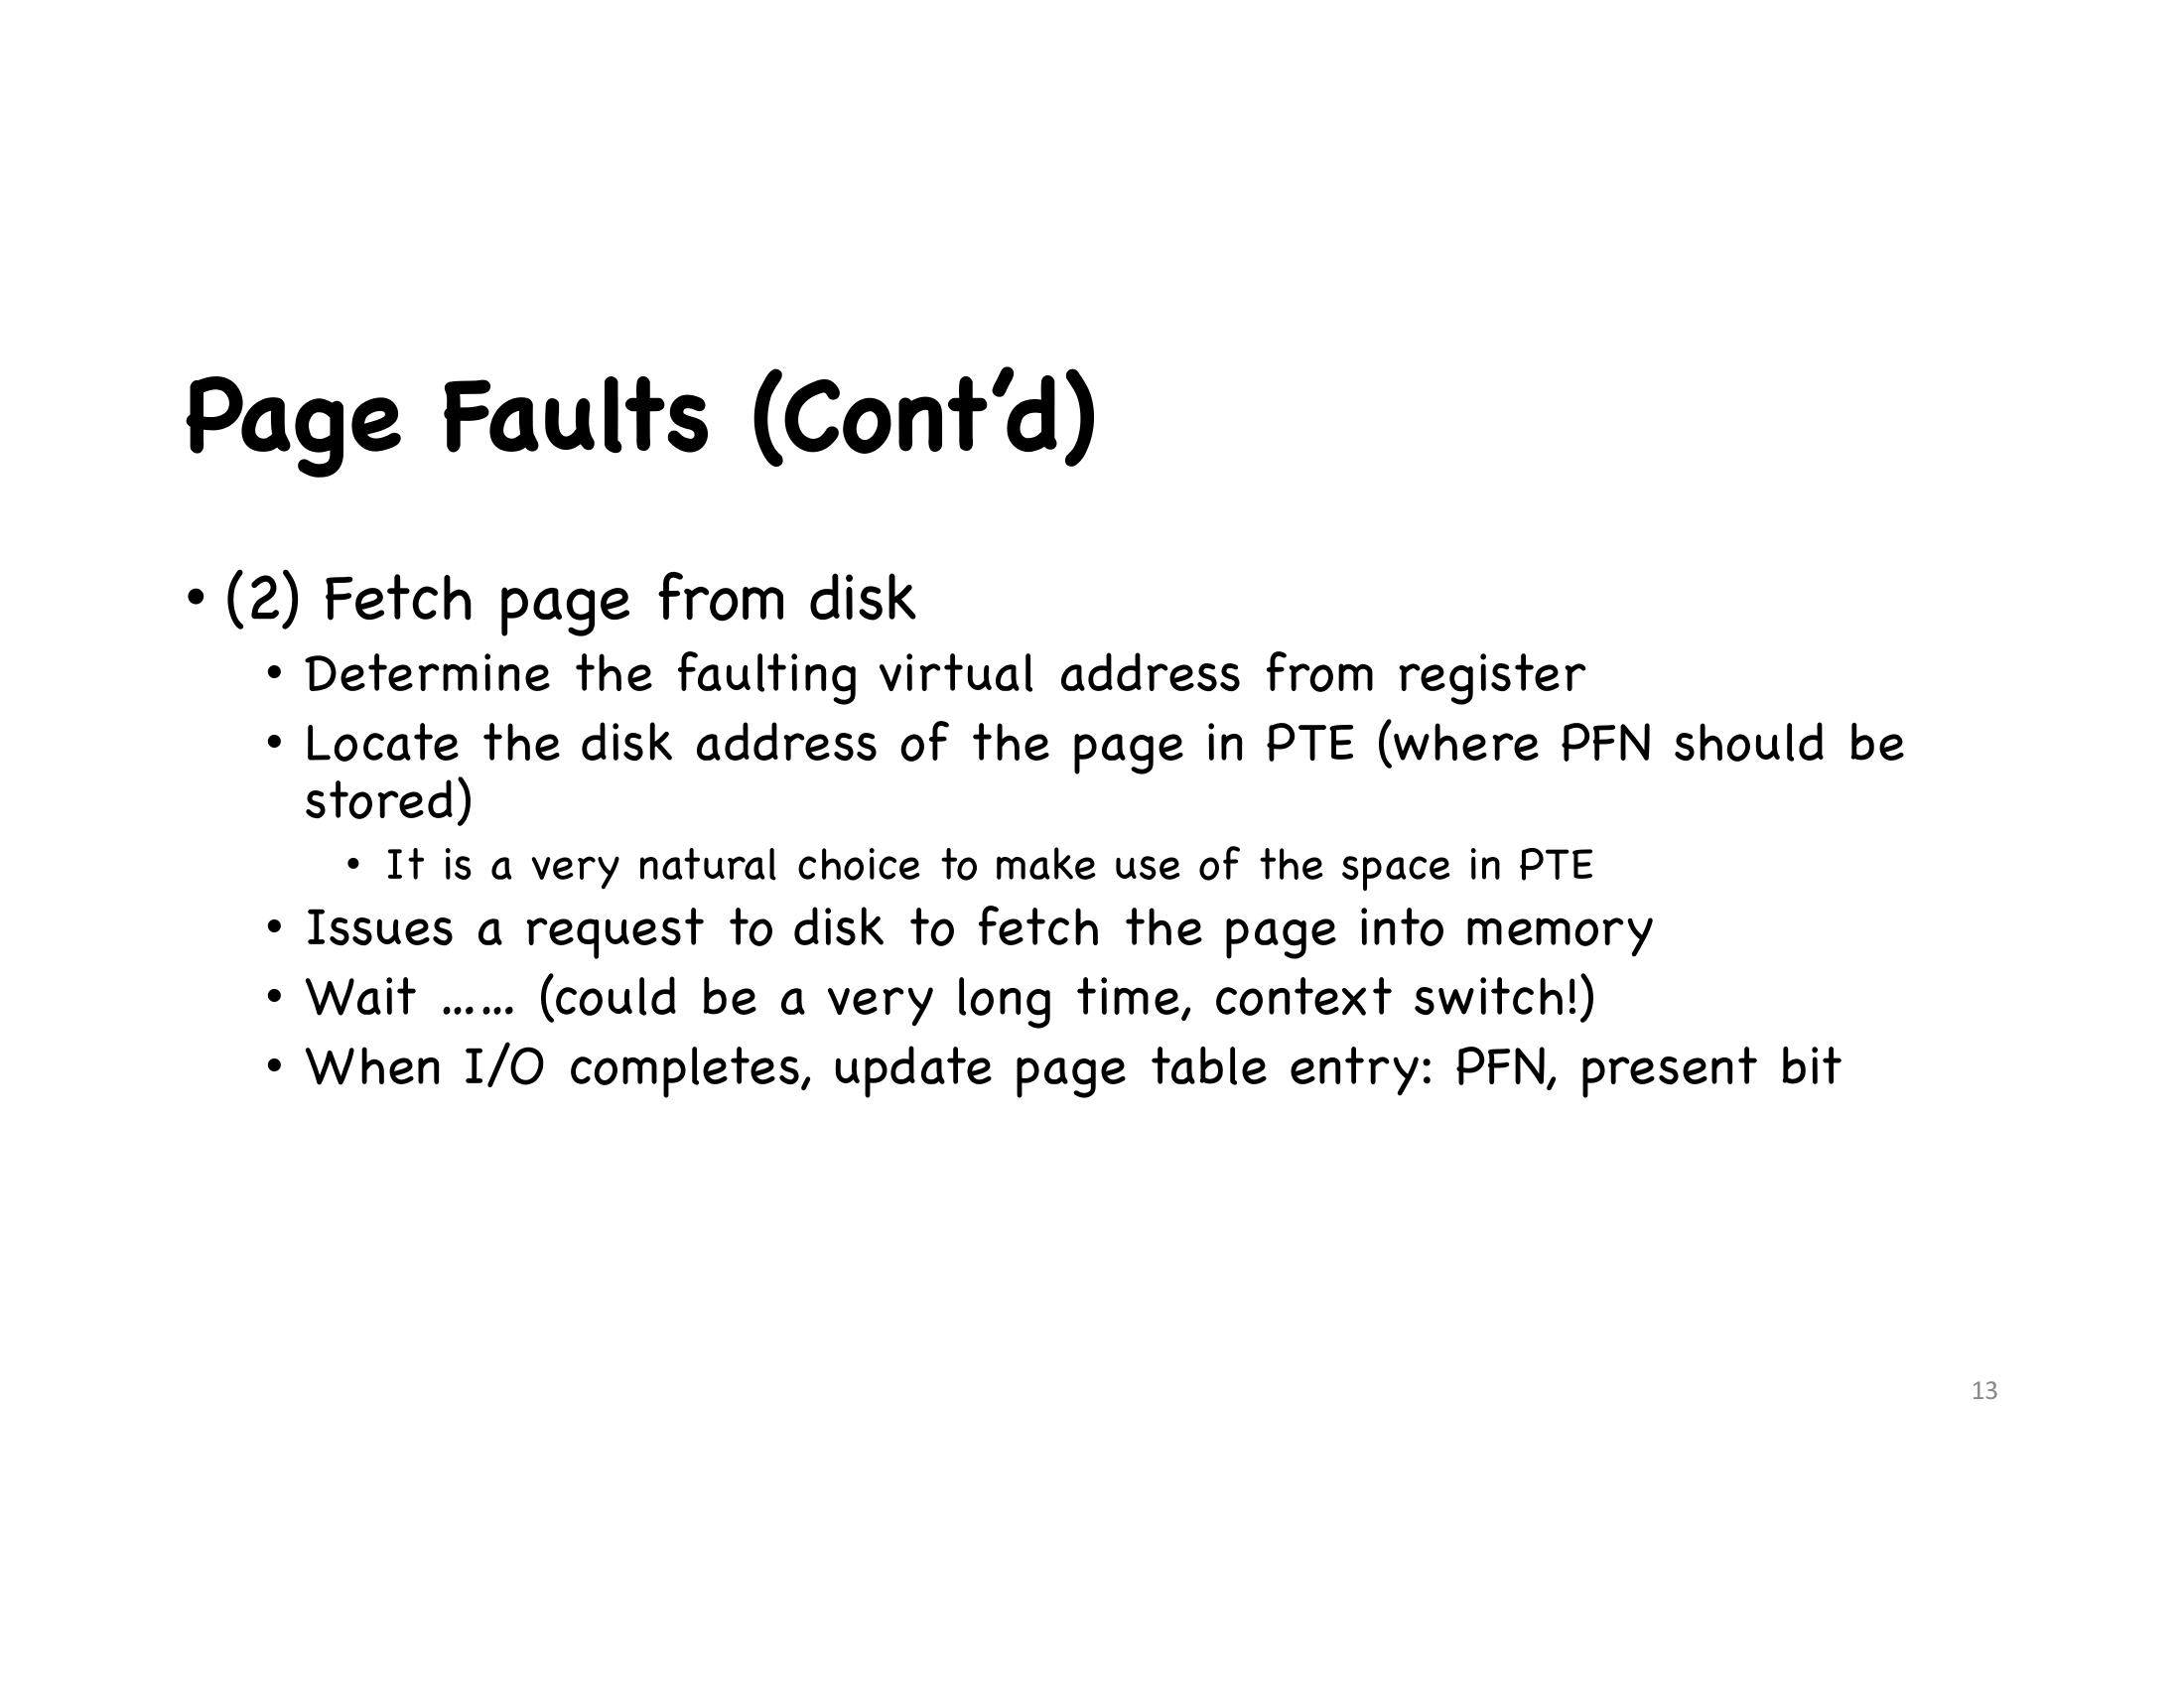 Page Faults (Cont’d)
• (2) Fetch page from disk
• Determine the faulting virtual address from register
• Locate the disk address of the page in PTE (where PFN should be
stored)
• It is a very natural choice to make use of the space in PTE
• Issues a request to disk to fetch the page into memory
• Wait …… (could be a very long time, context switch!)
• When I/O completes, update page table entry: PFN, present bit
13